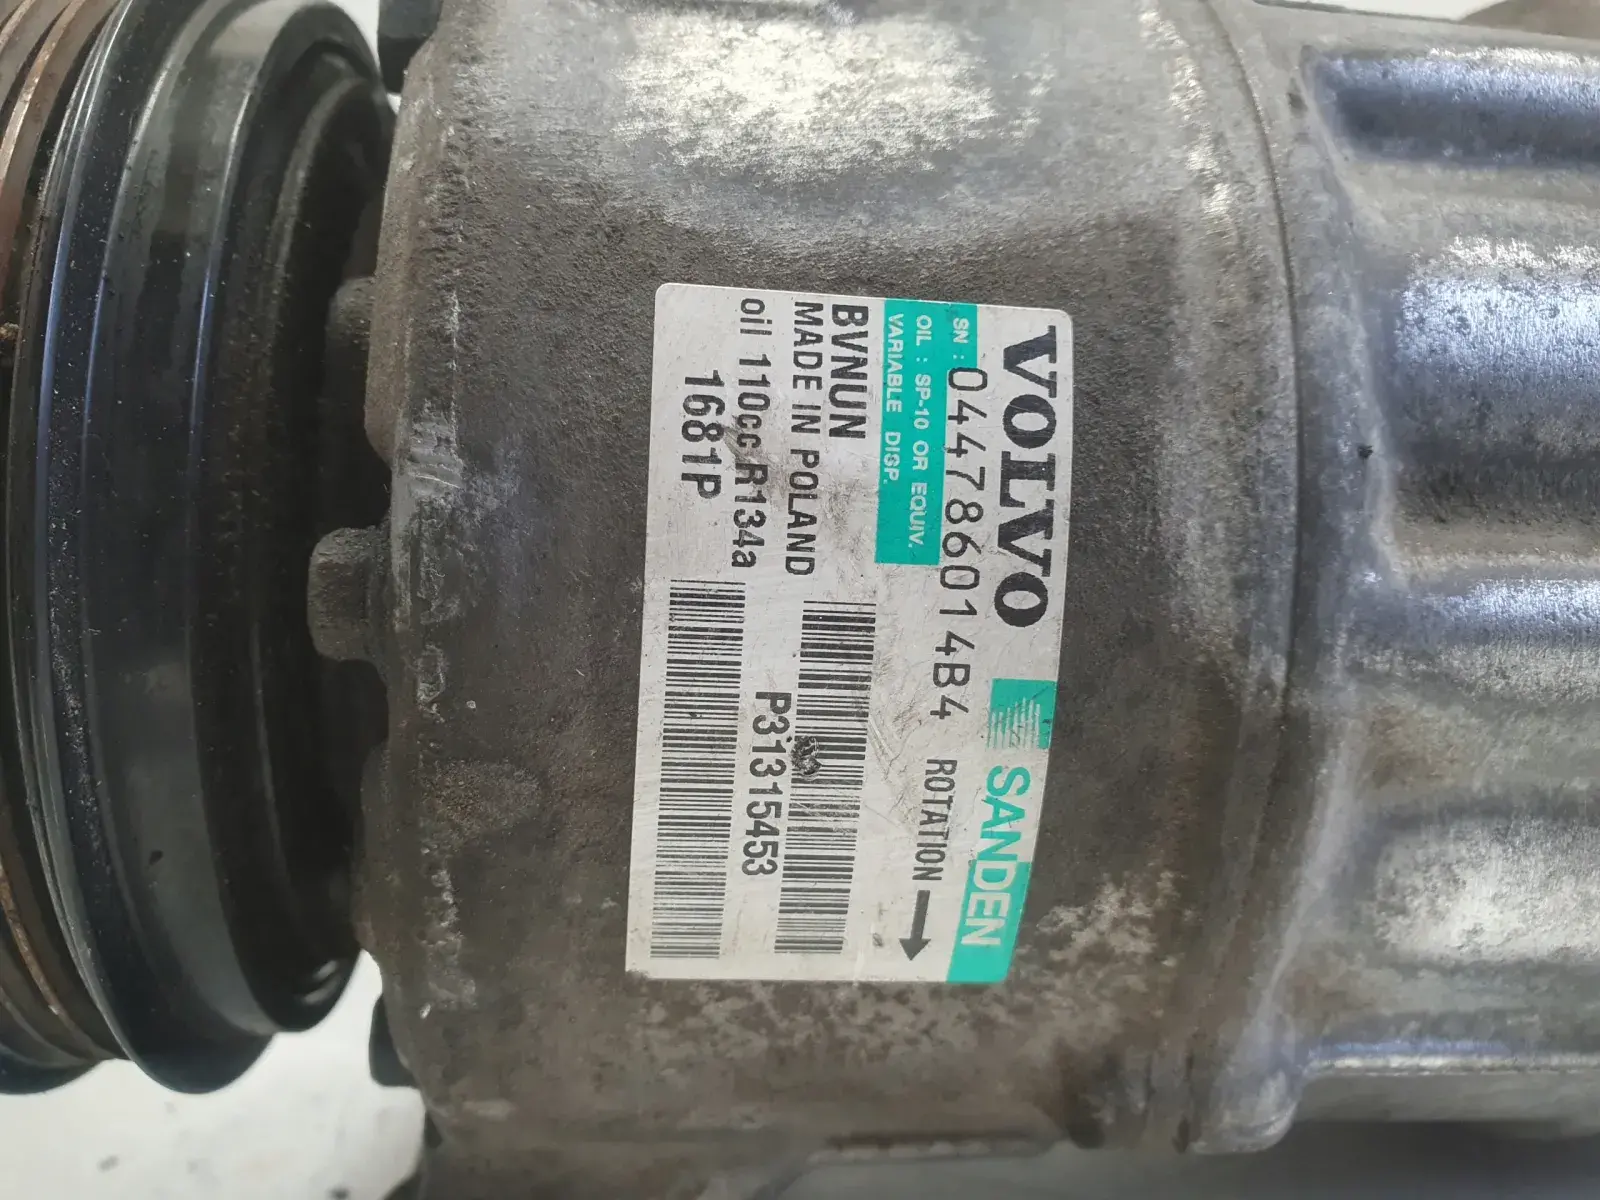 VOLVO SANDEN
SN : 044786014B4 ROTATION
OIL : SP-10 OR EQUIV.
VARIABLE DISP.
BVNUN
MADE IN POLAND
oil 110cc R134a
1681P
P31315453